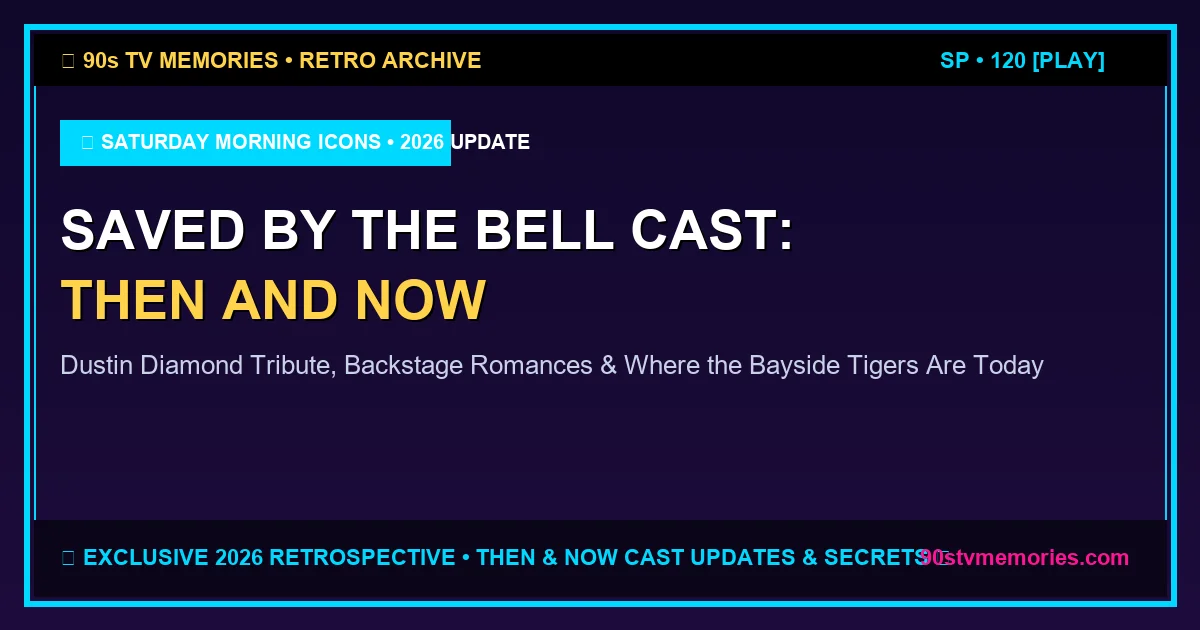 90s TV MEMORIES • RETRO ARCHIVE
SP • 120 [PLAY]
SATURDAY MORNING ICONS • 2026 UPDATE
SAVED BY THE BELL CAST:
THEN AND NOW
Dustin Diamond Tribute, Backstage Romances & Where the Bayside Tigers Are Today
EXCLUSIVE 2026 RETROSPECTIVE • THEN & NOW CAST UPDATES & SECRETS
90stvmemories.com